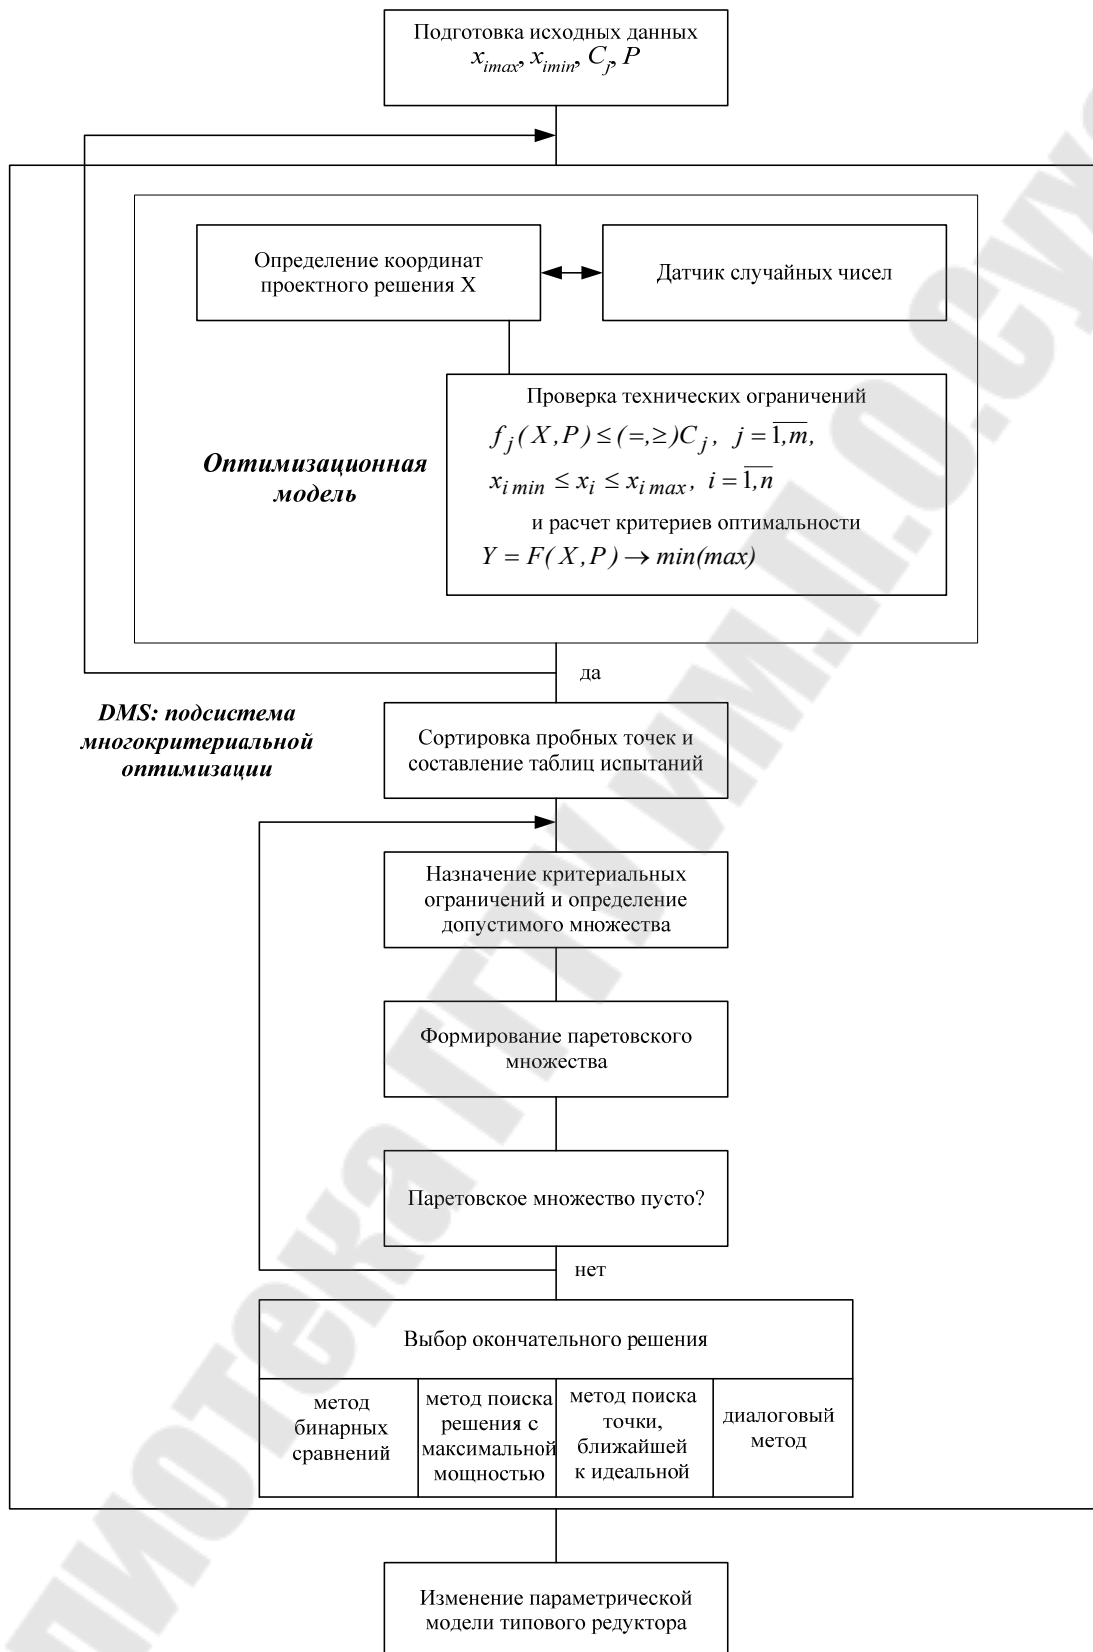 Подготовка исходных данных
x_imax, x_imin, C_j, P
Определение координат
проектного решения X
Датчик случайных чисел
Проверка технических ограничений
f_j(X,P) ≤ (=,≥)C_j, j = \overline{1,m},
x_{i min} ≤ x_i ≤ x_{i max}, i = \overline{1,n}
и расчет критериев оптимальности
Y = F(X,P) → min(max)
Оптимизационная
модель
да
DMS: подсистема
многокритериальной
оптимизации
Сортировка пробных точек и
составление таблиц испытаний
Назначение критериальных
ограничений и определение
допустимого множества
Формирование паретовского
множества
Паретовское множество пусто?
нет
Выбор окончательного решения
метод
бинарных
сравнений
метод поиска
решения с
максимальной
мощностью
метод поиска
точки,
ближайшей
к идеальной
диалоговый
метод
Изменение параметрической
модели типового редуктора